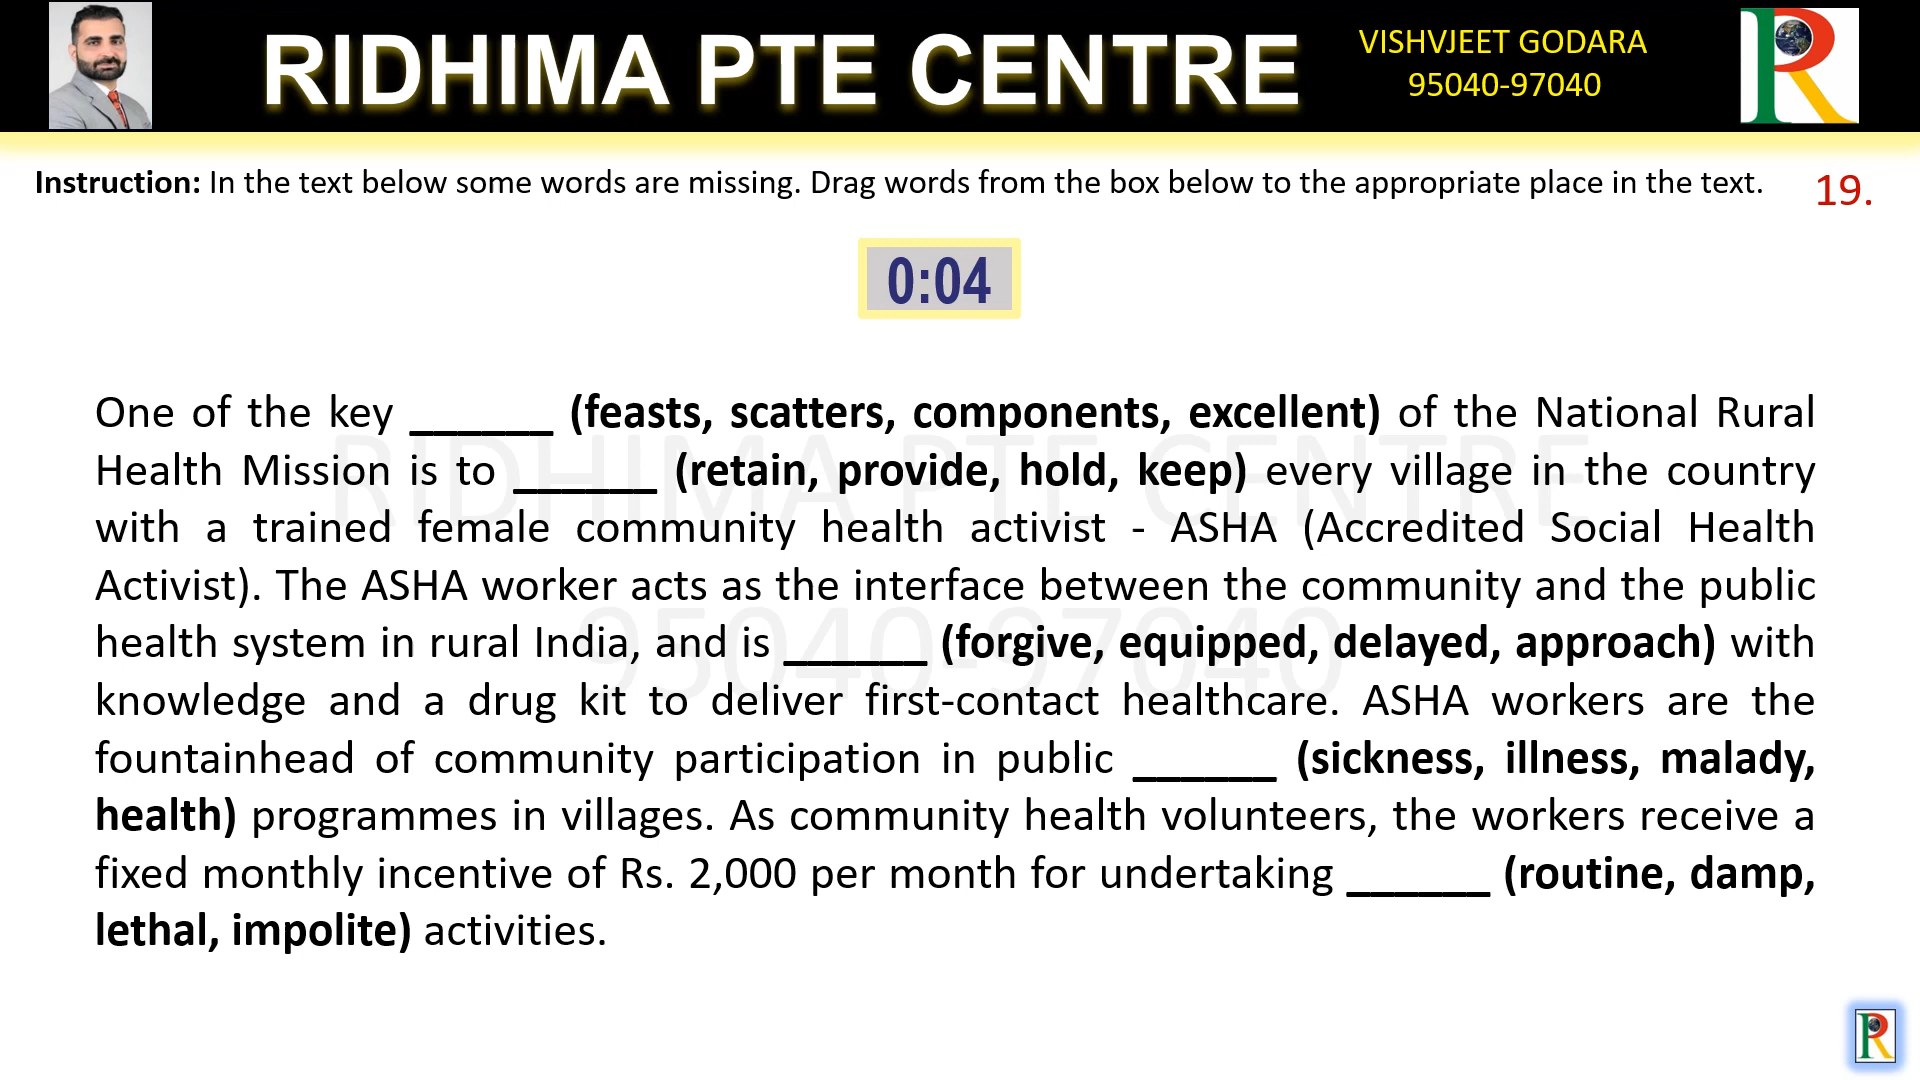 RIDHIMA PTE CENTRE
VISHVJEET GODARA
95040-97040
Instruction: In the text below some words are missing. Drag words from the box below to the appropriate place in the text.
19.
0:04
One of the key ______ (feasts, scatters, components, excellent) of the National Rural
Health Mission is to ______ (retain, provide, hold, keep) every village in the country
with a trained female community health activist - ASHA (Accredited Social Health
Activist). The ASHA worker acts as the interface between the community and the public
health system in rural India, and is ______ (forgive, equipped, delayed, approach) with
knowledge and a drug kit to deliver first-contact healthcare. ASHA workers are the
fountainhead of community participation in public ______ (sickness, illness, malady,
health) programmes in villages. As community health volunteers, the workers receive a
fixed monthly incentive of Rs. 2,000 per month for undertaking ______ (routine, damp,
lethal, impolite) activities.
RIDHIMA PTE CENTRE
95040-97040